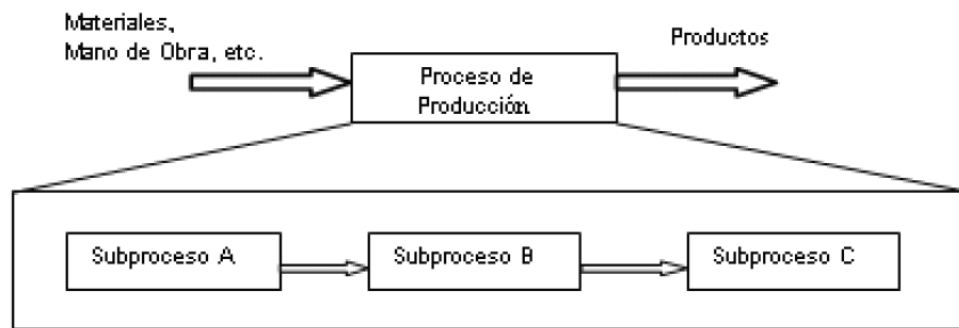 Materiales,
Mano de Obra, etc.
Productos
Proceso de
Producción
Subproceso A
Subproceso B
Subproceso C